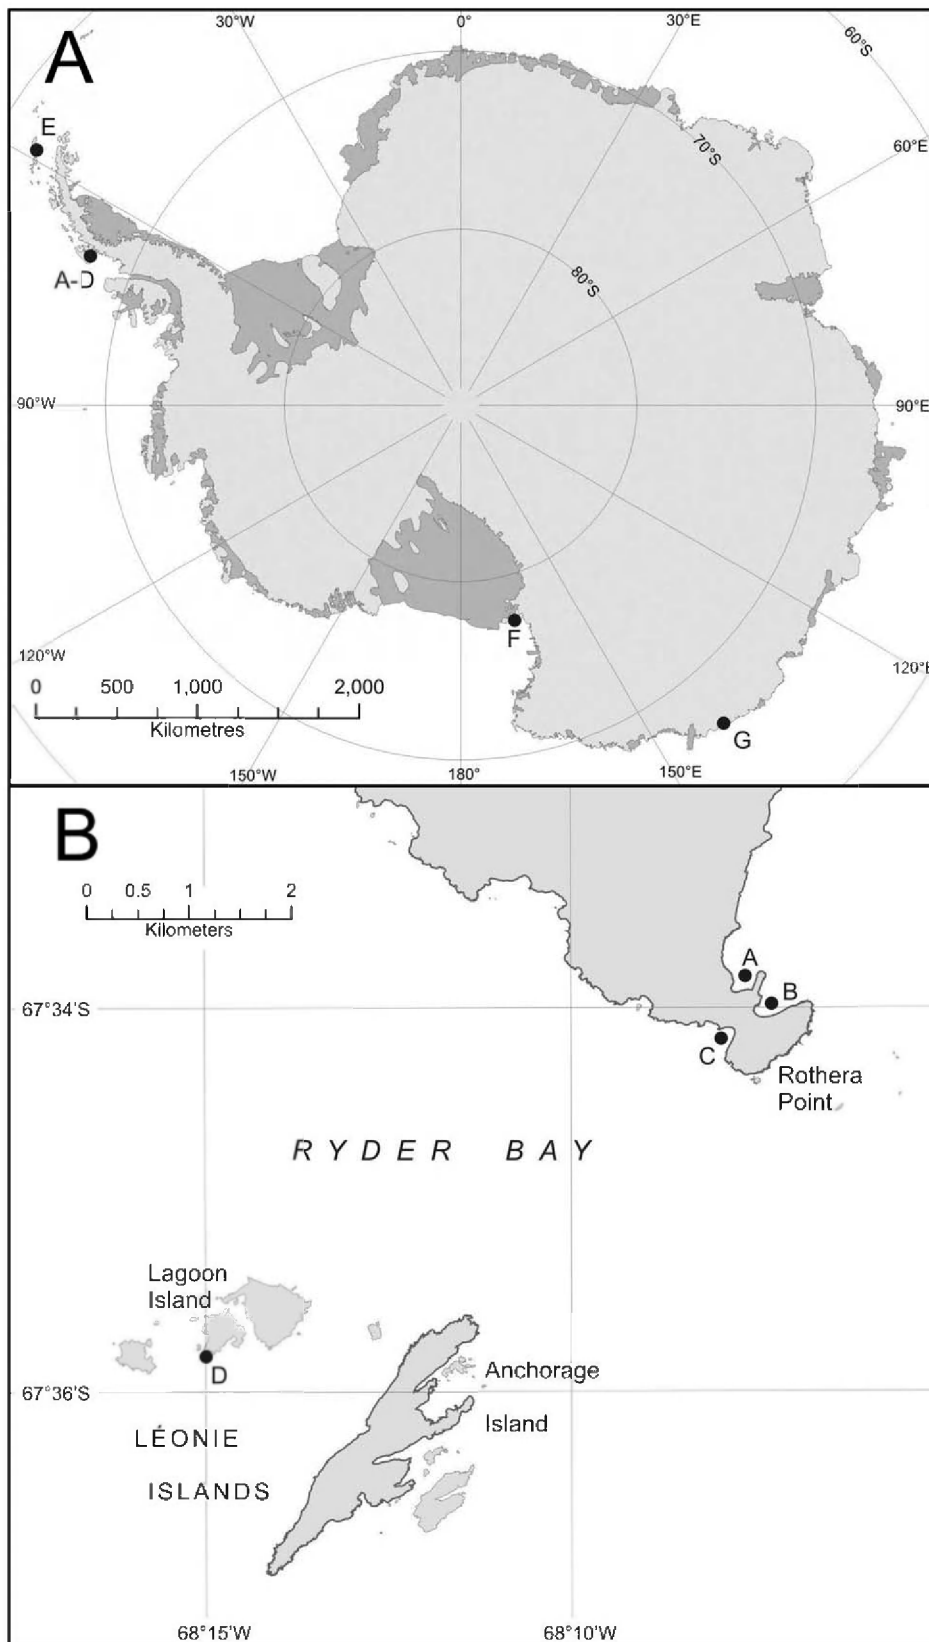 A
30°W
0°
30°E
60°S
E
70°S
60°E
A-D
80°S
90°W
90°E
F
120°W
120°E
0 500 1,000 2,000
Kilometres
G
150°W
180°
150°E
B
0 0.5 1 2
Kilometers
A
B
67°34'S
C
Rothera
Point
RYDER BAY
Lagoon
Island
D
Anchorage
67°36'S
Island
LÉONIE
ISLANDS
68°15'W
68°10'W